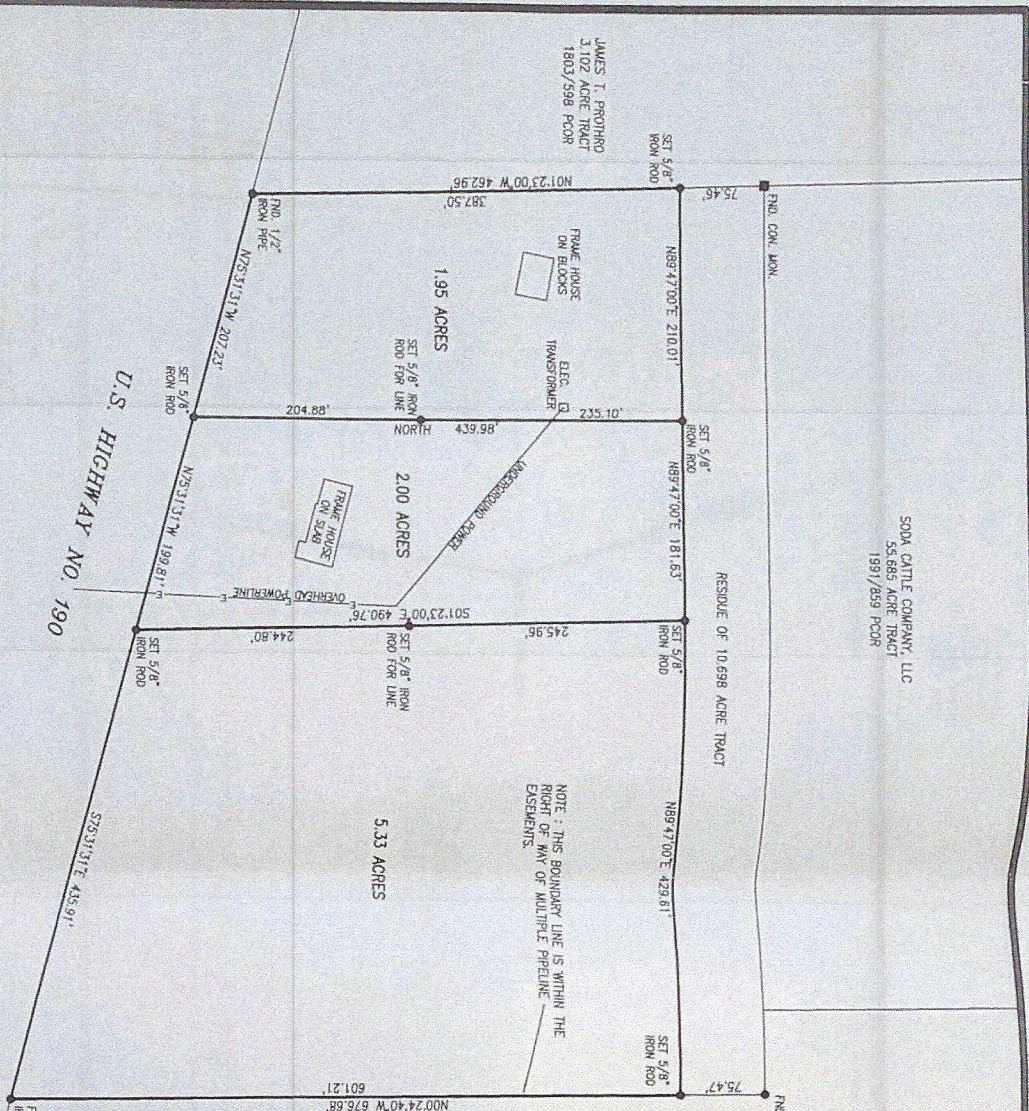 SODA CATTLE COMPANY, LLC
55.685 ACRE TRACT
1991/859 PCOR
JAMES T. PROTHRO
3.102 ACRE TRACT
1803/598 PCOR
FND. CON. MON.
75.46'
SET 5/8"
IRON ROD
RESIDUE OF 10.698 ACRE TRACT
75.47'
N89°47'00"E 210.01'
SET 5/8"
IRON ROD
N89°47'00"E 181.63'
SET 5/8"
IRON ROD
N89°47'00"E 429.61'
SET 5/8"
IRON ROD
N01°23'00"W 462.96'
387.50'
FRAME HOUSE
ON BLOCKS
1.95 ACRES
ELEC.
TRANSFORMER
235.10'
SET 5/8" IRON
ROD FOR LINE
NORTH 439.98'
204.88'
UNDERGROUND POWER
2.00 ACRES
FRAME HOUSE
ON SLAB
OVERHEAD POWERLINE
E
E
E
E
S01°23'00"E 490.76'
245.96'
SET 5/8" IRON
ROD FOR LINE
244.80'
NOTE : THIS BOUNDARY LINE IS WITHIN THE
RIGHT OF WAY OF MULTIPLE PIPELINE
EASEMENTS.
5.33 ACRES
N00°24'40"W 676.68'
601.21'
FND. 1/2"
IRON PIPE
N75°31'31"W 207.23'
SET 5/8"
IRON ROD
N75°31'31"W 199.81'
SET 5/8"
IRON ROD
S75°31'31"E 435.91'
U.S. HIGHWAY NO. 190